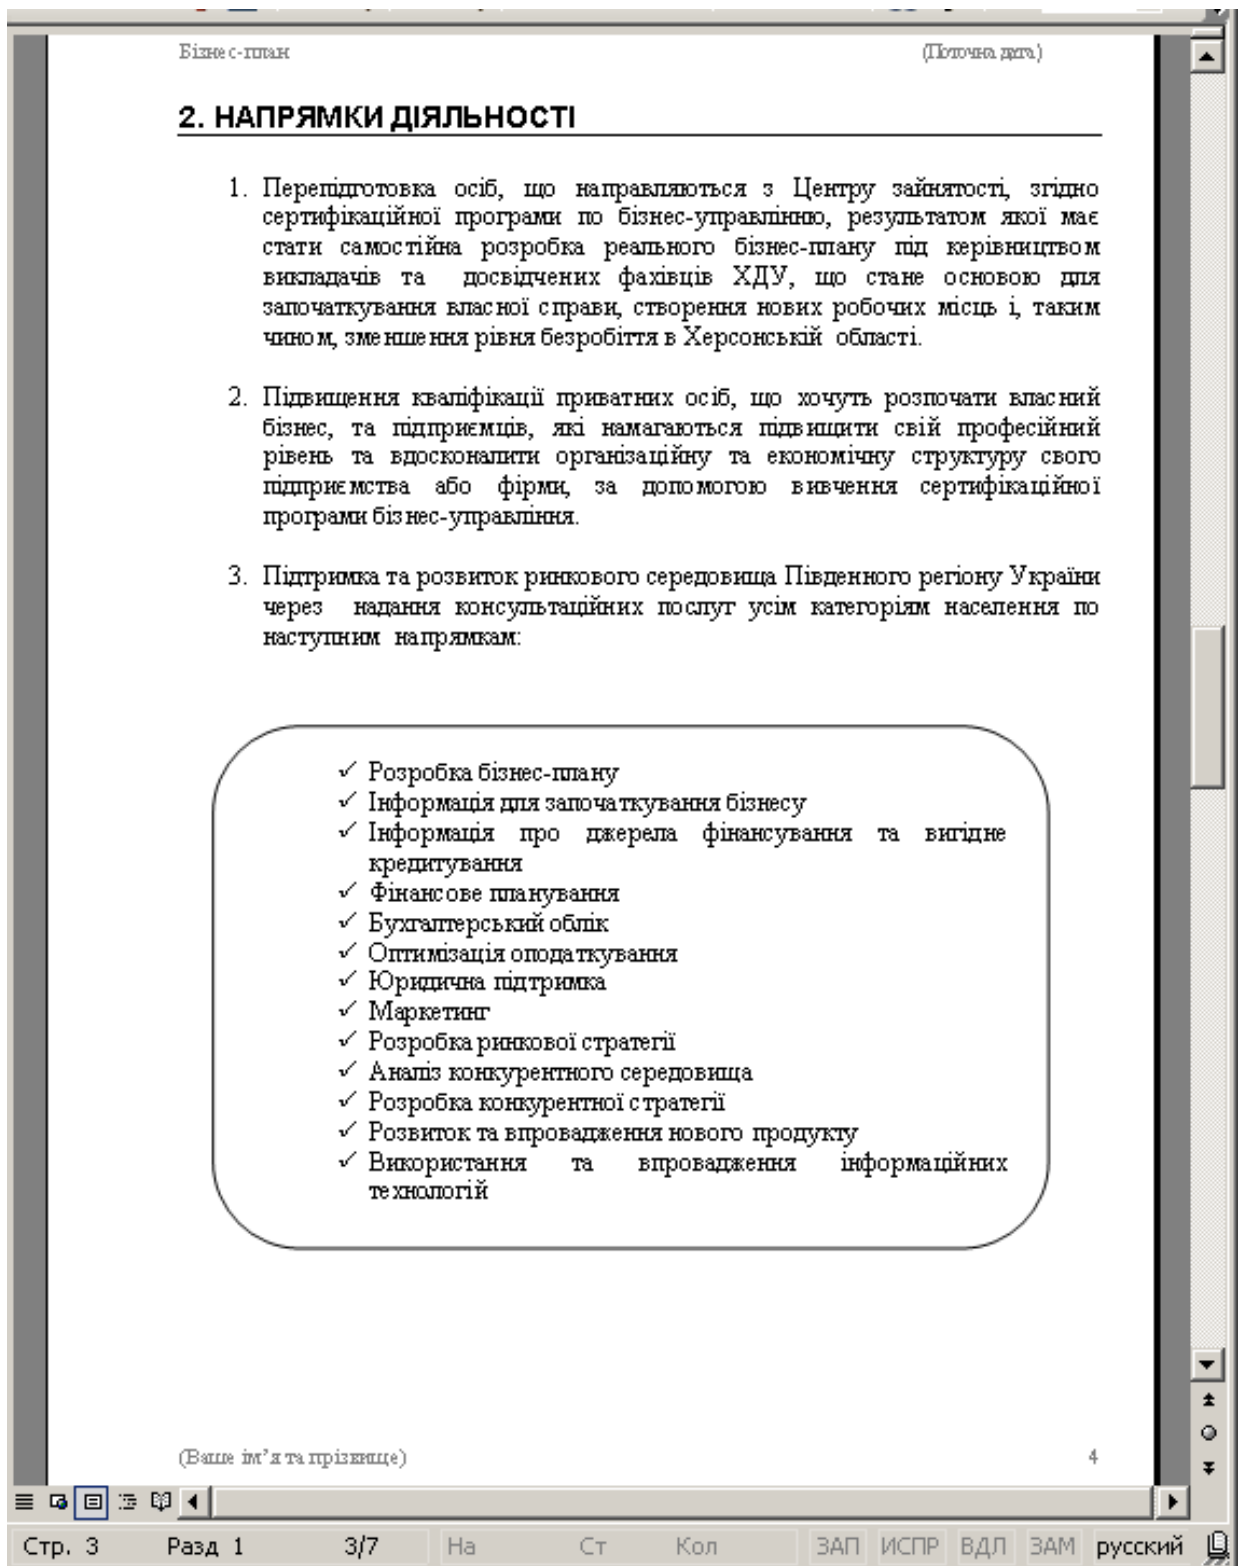 Бізнес-план (Поточна дата)
2. НАПРЯМКИ ДІЯЛЬНОСТІ
1. Перепідготовка осіб, що направляються з Центру зайнятості, згідно
сертифікаційної програми по бізнес-управлінню, результатом якої має
стати самостійна розробка реального бізнес-плану під керівництвом
викладачів та досвідчених фахівців ХДУ, що стане основою для
започаткування власної справи, створення нових робочих місць і, таким
чином, зменшення рівня безробіття в Херсонській області.
2. Підвищення кваліфікації приватних осіб, що хочуть розпочати власний
бізнес, та підприємців, які намагаються підвищити свій професійний
рівень та вдосконалити організаційну та економічну структуру свого
підприємства або фірми, за допомогою вивчення сертифікаційної
програми бізнес-управління.
3. Підтримка та розвиток ринкового середовища Південного регіону України
через надання консультаційних послуг усім категоріям населення по
наступним напрямкам:
✓ Розробка бізнес-плану
✓ Інформація для започаткування бізнесу
✓ Інформація про джерела фінансування та вигідне
кредитування
✓ Фінансове планування
✓ Бухгалтерський облік
✓ Оптимізація оподаткування
✓ Юридична підтримка
✓ Маркетинг
✓ Розробка ринкової стратегії
✓ Аналіз конкурентного середовища
✓ Розробка конкурентної стратегії
✓ Розвиток та впровадження нового продукту
✓ Використання та впровадження інформаційних
технологій
(Ваше ім’я та прізвище) 4
Стр. 3 Разд 1 3/7 На Ст Кол ЗАП ИСПР ВДЛ ЗАМ русский